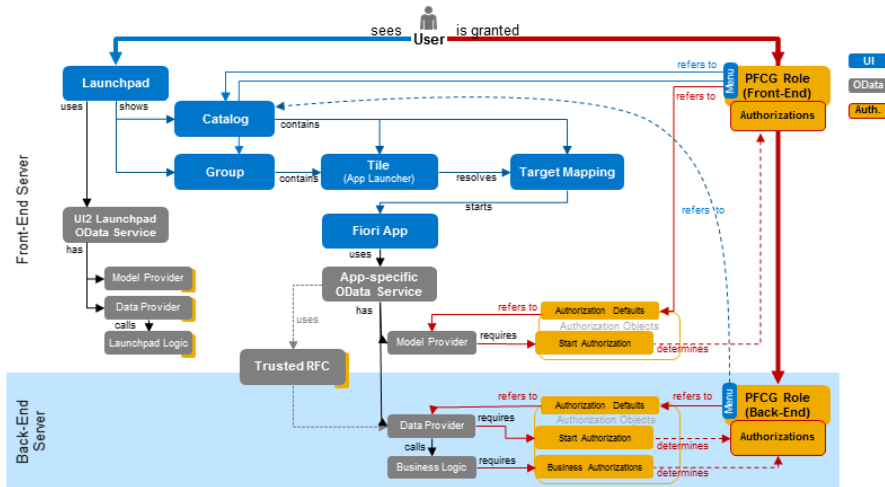 sees
User
is granted
Launchpad
uses
shows
refers to
refers to
Menu
PFCG Role
(Front-End)
Authorizations
UI
OData
Auth.
Catalog
contains
Group
contains
Tile
(App Launcher)
resolves
Target Mapping
starts
refers to
Front-End Server
UI2 Launchpad
OData Service
has
Model Provider
Data Provider
calls
Launchpad Logic
Fiori App
uses
App-specific
OData Service
uses
has
Trusted RFC
Model Provider
refers to
requires
Authorization Defaults
Authorization Objects
Start Authorization
determines
Back-End
Server
Data Provider
refers to
requires
calls
Business Logic
requires
Authorization Defaults
Authorization Objects
Start Authorization
Business Authorizations
determines
refers to
Menu
PFCG Role
(Back-End)
Authorizations